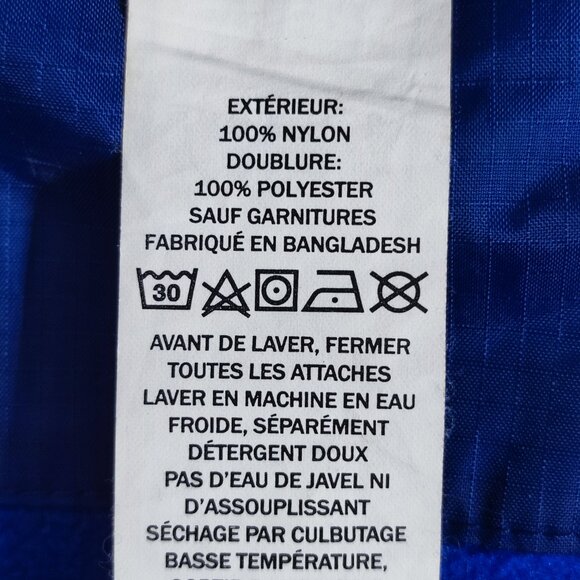 EXTÉRIEUR:
100% NYLON
DOUBLURE:
100% POLYESTER
SAUF GARNITURES
FABRIQUÉ EN BANGLADESH
30
AVANT DE LAVER, FERMER
TOUTES LES ATTACHES
LAVER EN MACHINE EN EAU
FROIDE, SÉPARÉMENT
DÉTERGENT DOUX
PAS D'EAU DE JAVEL NI
D'ASSOUPLISSANT
SÉCHAGE PAR CULBUTAGE
BASSE TEMPÉRATURE,